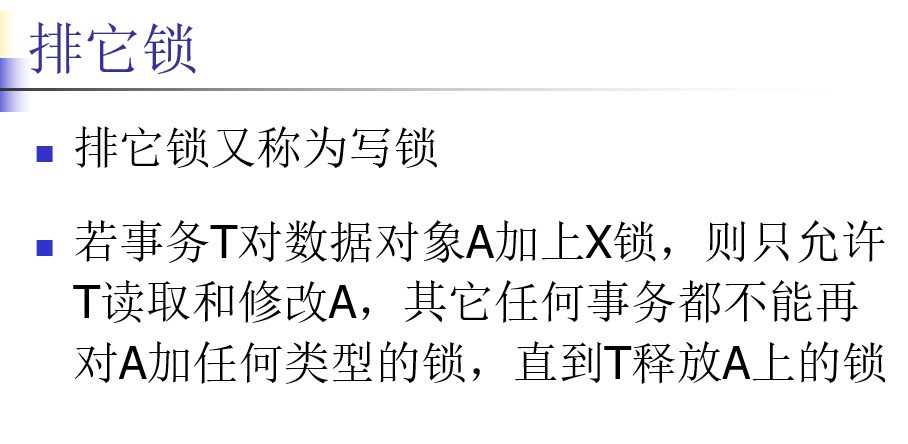 排它锁
排它锁又称为写锁
若事务T对数据对象A加上X锁，则只允许
T读取和修改A，其它任何事务都不能再
对A加任何类型的锁，直到T释放A上的锁